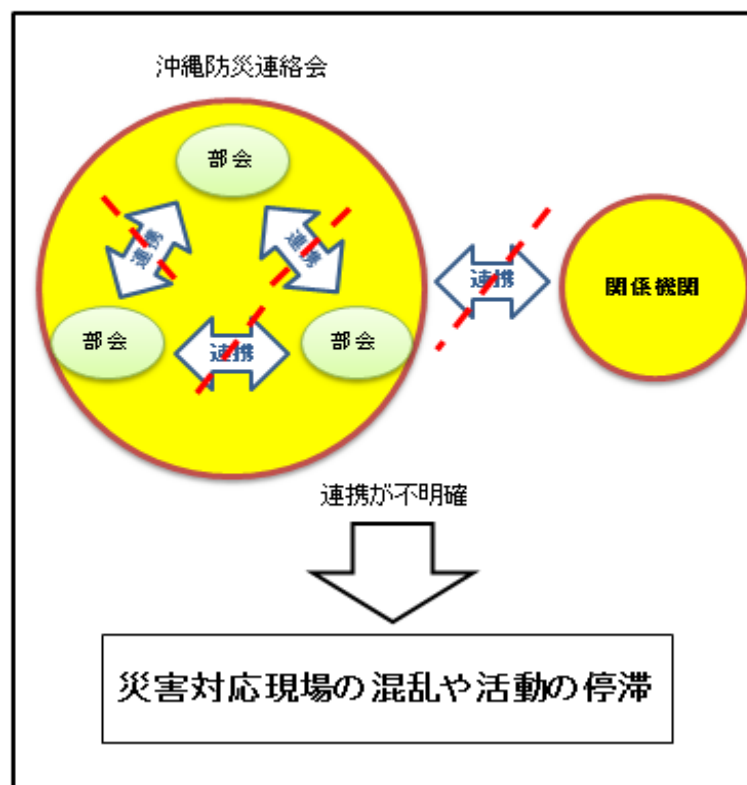 沖縄防災連絡会
部会
連携
連携
連携
関係機関
部会
連携
部会
連携が不明確
災害対応現場の混乱や活動の停滞